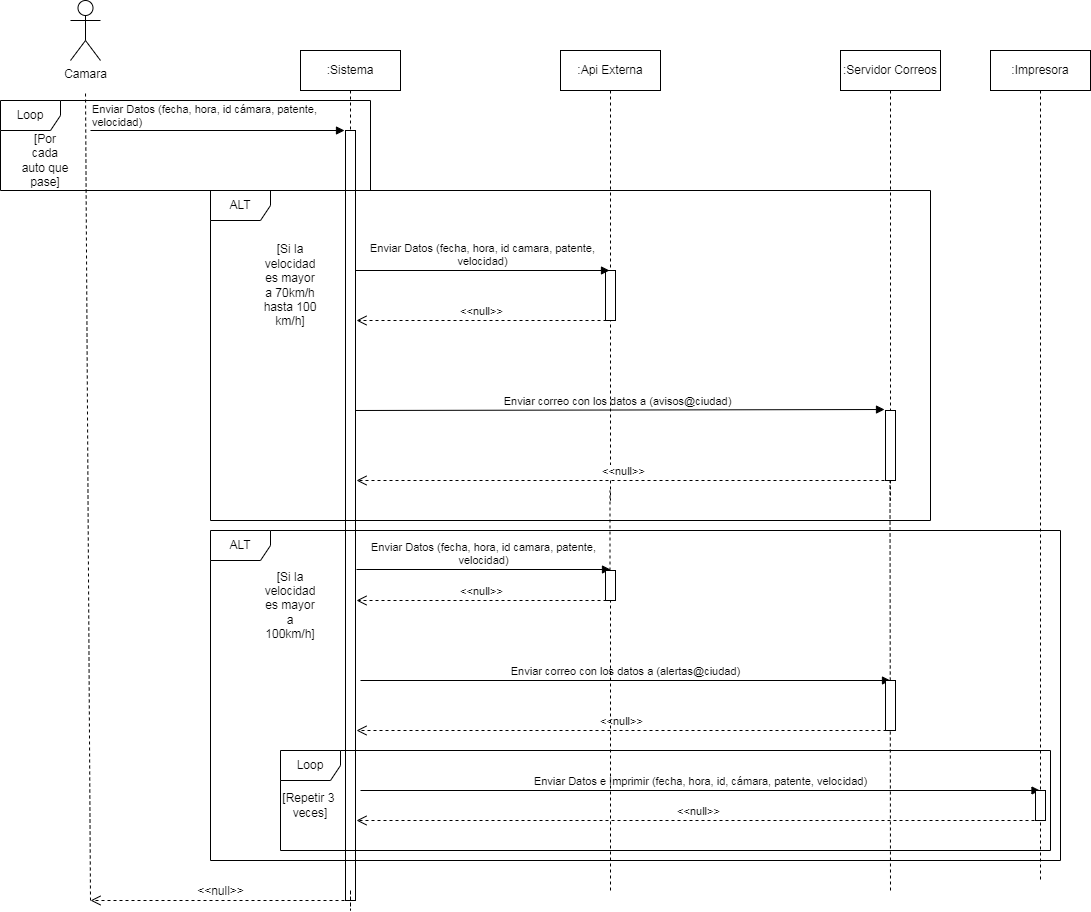 Camara
:Sistema
:Api Externa
:Servidor Correos
:Impresora
Loop
[Por
cada
auto que
pase]
Enviar Datos (fecha, hora, id cámara, patente,
velocidad)
ALT
[Si la
velocidad
es mayor
a 70km/h
hasta 100
km/h]
Enviar Datos (fecha, hora, id camara, patente,
velocidad)
<<null>>
Enviar correo con los datos a (avisos@ciudad)
<<null>>
ALT
[Si la
velocidad
es mayor
a
100km/h]
Enviar Datos (fecha, hora, id camara, patente,
velocidad)
<<null>>
Enviar correo con los datos a (alertas@ciudad)
<<null>>
Loop
[Repetir 3
veces]
Enviar Datos e imprimir (fecha, hora, id, cámara, patente, velocidad)
<<null>>
<<null>>